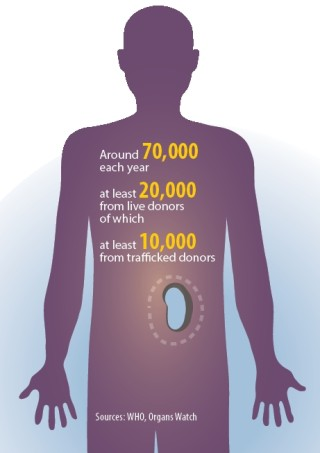 Around 70,000
each year
at least 20,000
from live donors
of which
at least 10,000
from trafficked donors
Sources: WHO, Organs Watch